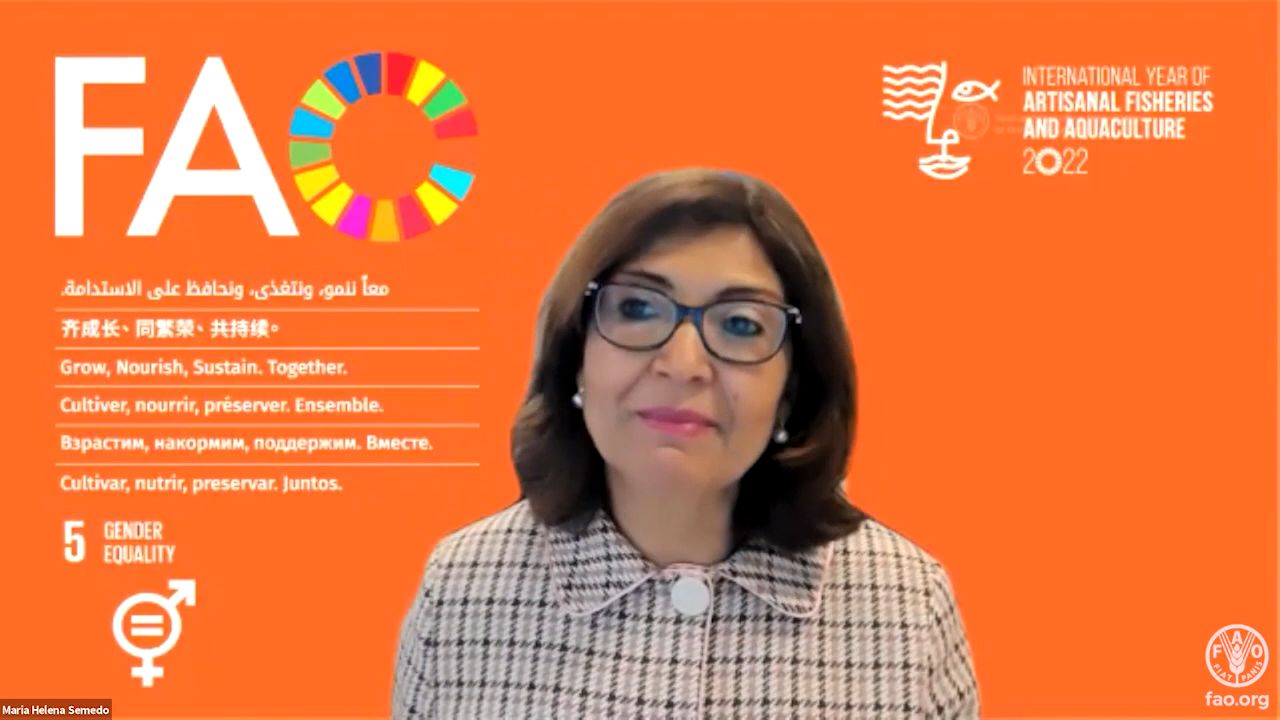 FAO
معاً ننمو، ونتغذى، ونحافظ على الاستدامة.
齐成长、同繁荣、共持续。
Grow, Nourish, Sustain. Together.
Cultiver, nourrir, préserver. Ensemble.
Взрастим, накормим, поддержим. Вместе.
Cultivar, nutrir, preservar. Juntos.
5 GENDER
EQUALITY
INTERNATIONAL YEAR OF
ARTISANAL FISHERIES
AND AQUACULTURE
2022
Maria Helena Semedo
F A O
FIAT PANIS
fao.org